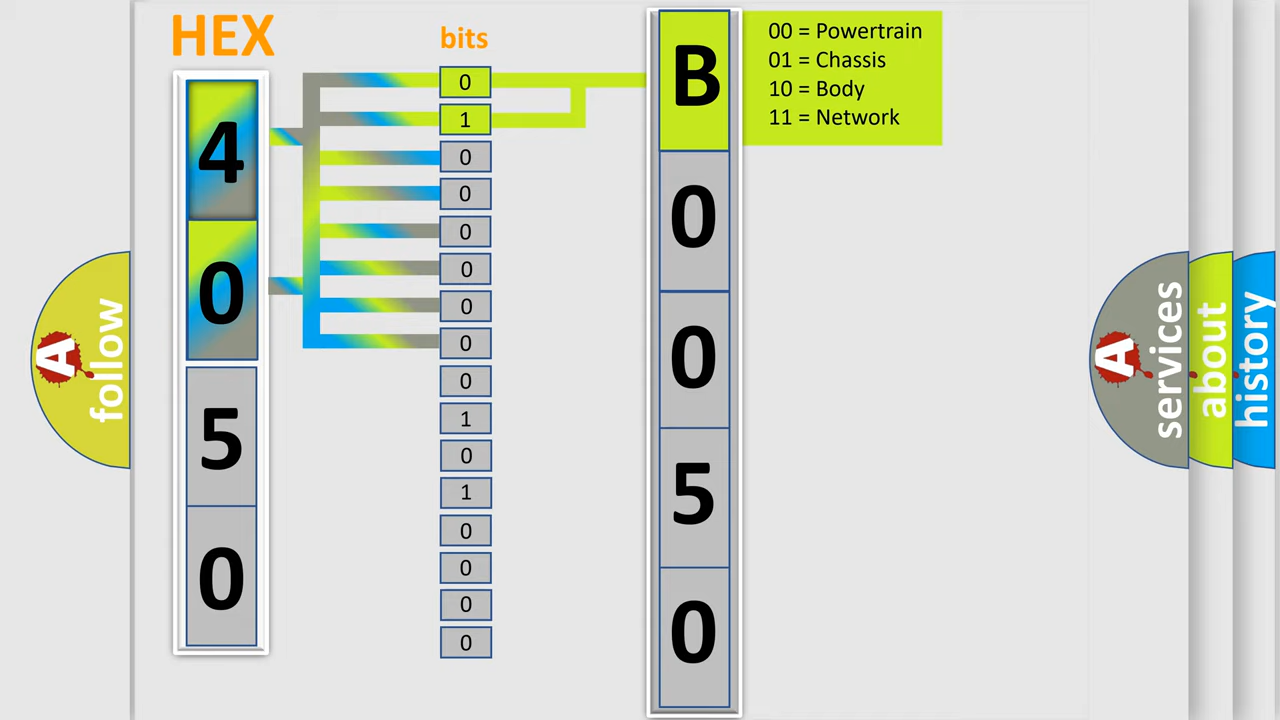 HEX
bits
4
0
5
0
0
1
0
0
0
0
0
0
0
1
0
1
0
0
0
0
B
0
0
5
0
00 = Powertrain
01 = Chassis
10 = Body
11 = Network
A
follow
A
services
about
history